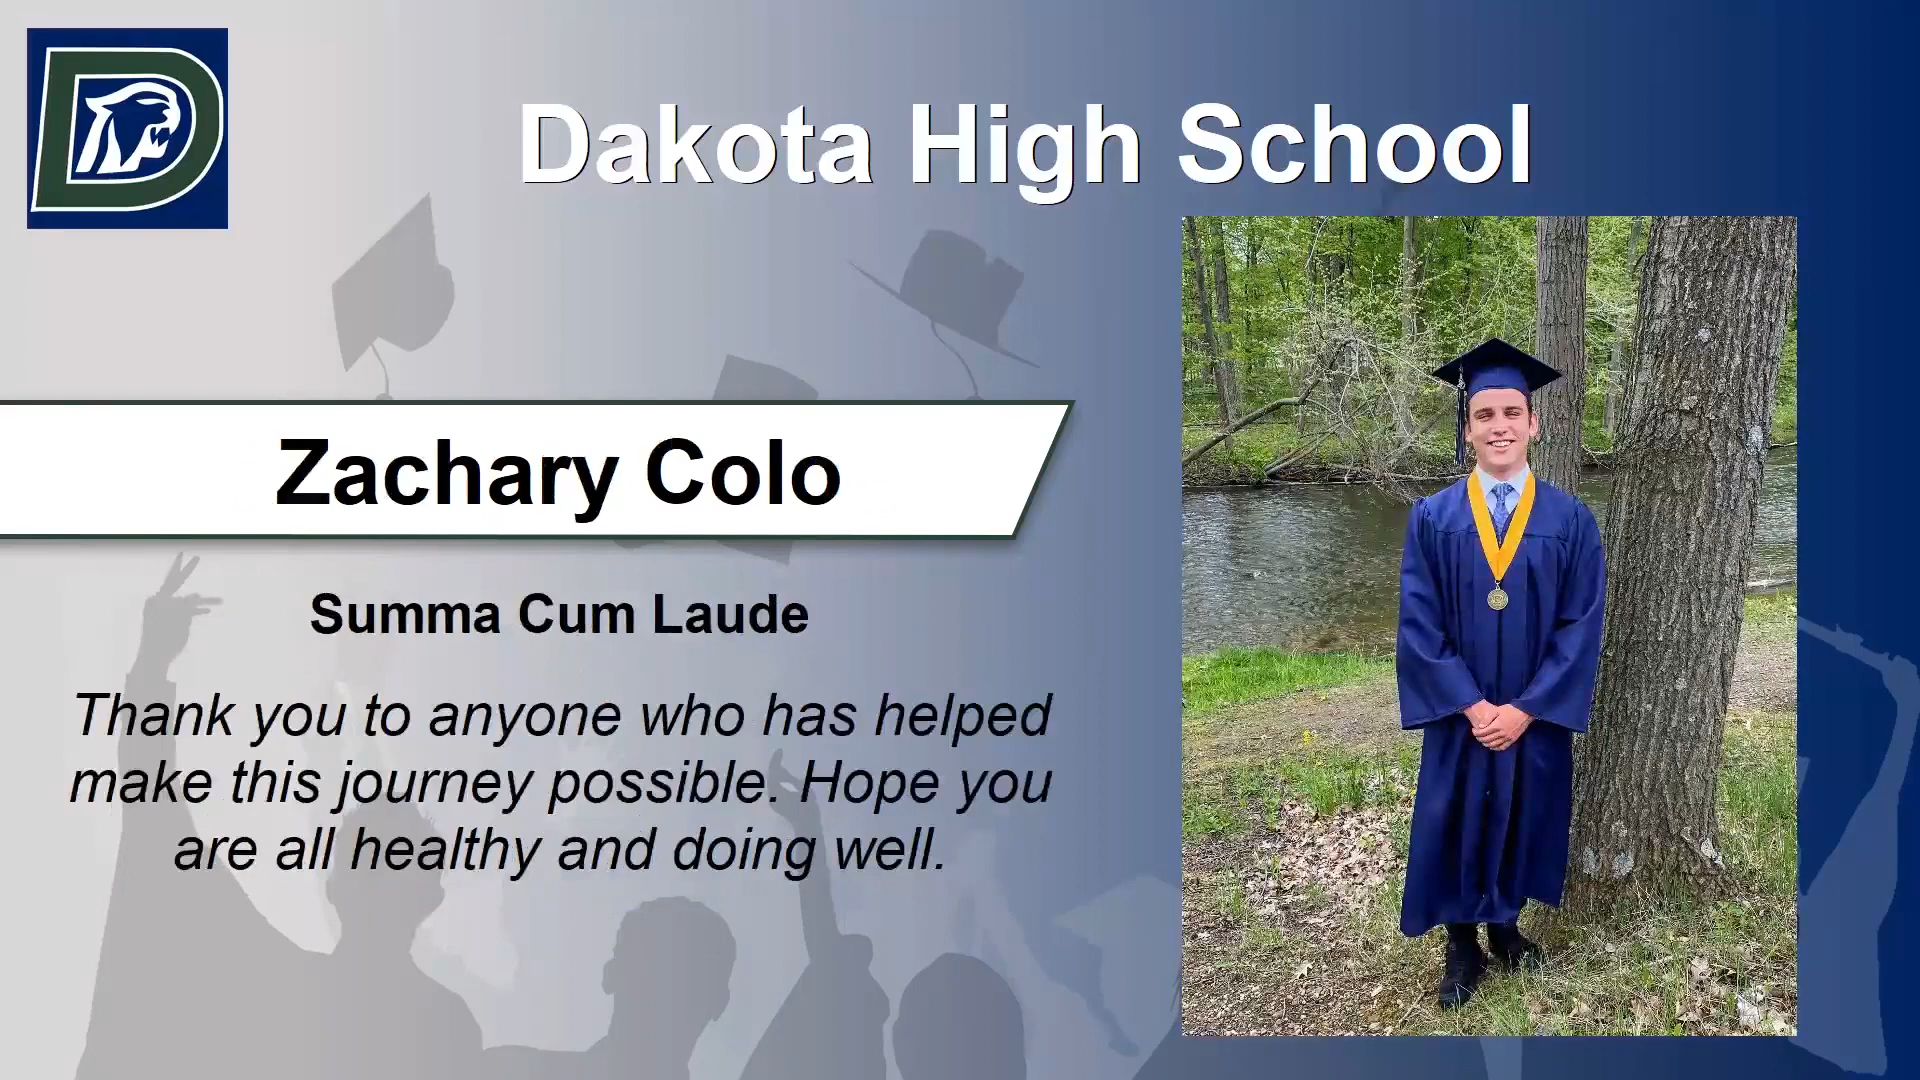 D
Dakota High School
Zachary Colo
Summa Cum Laude
Thank you to anyone who has helped
make this journey possible. Hope you
are all healthy and doing well.